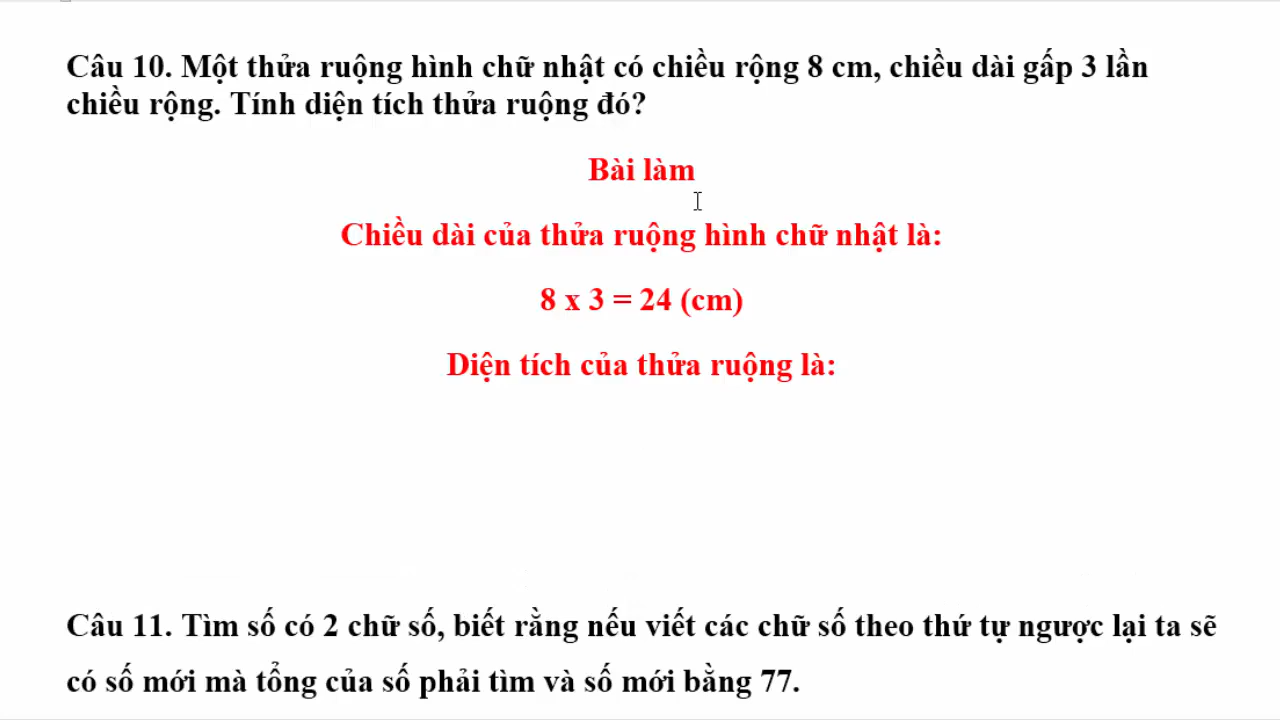 Câu 10. Một thửa ruộng hình chữ nhật có chiều rộng 8 cm, chiều dài gấp 3 lần
chiều rộng. Tính diện tích thửa ruộng đó?
Bài làm
Chiều dài của thửa ruộng hình chữ nhật là:
8 x 3 = 24 (cm)
Diện tích của thửa ruộng là:
Câu 11. Tìm số có 2 chữ số, biết rằng nếu viết các chữ số theo thứ tự ngược lại ta sẽ
có số mới mà tổng của số phải tìm và số mới bằng 77.